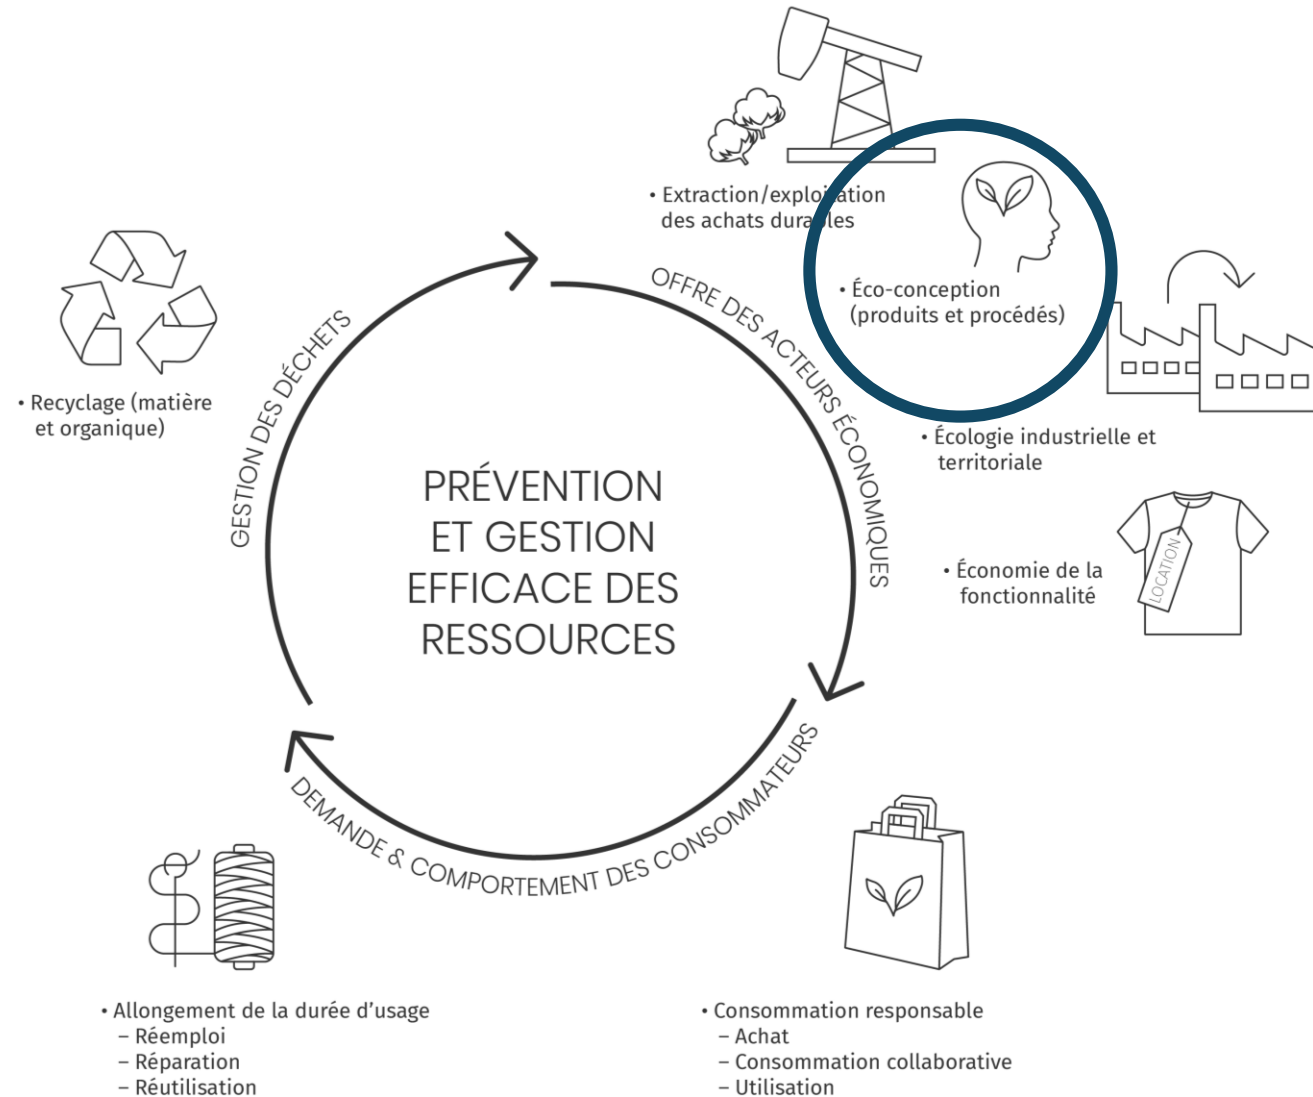 • Extraction/exploitation
des achats durables
• Éco-conception
(produits et procédés)
OFFRE DES ACTEURS ÉCONOMIQUES
GESTION DES DÉCHETS
• Recyclage (matière
et organique)
• Écologie industrielle et
territoriale
PRÉVENTION
ET GESTION
EFFICACE DES
RESSOURCES
LOCATION
• Économie de la
fonctionnalité
DEMANDE & COMPORTEMENT DES CONSOMMATEURS
• Allongement de la durée d’usage
– Réemploi
– Réparation
– Réutilisation
• Consommation responsable
– Achat
– Consommation collaborative
– Utilisation